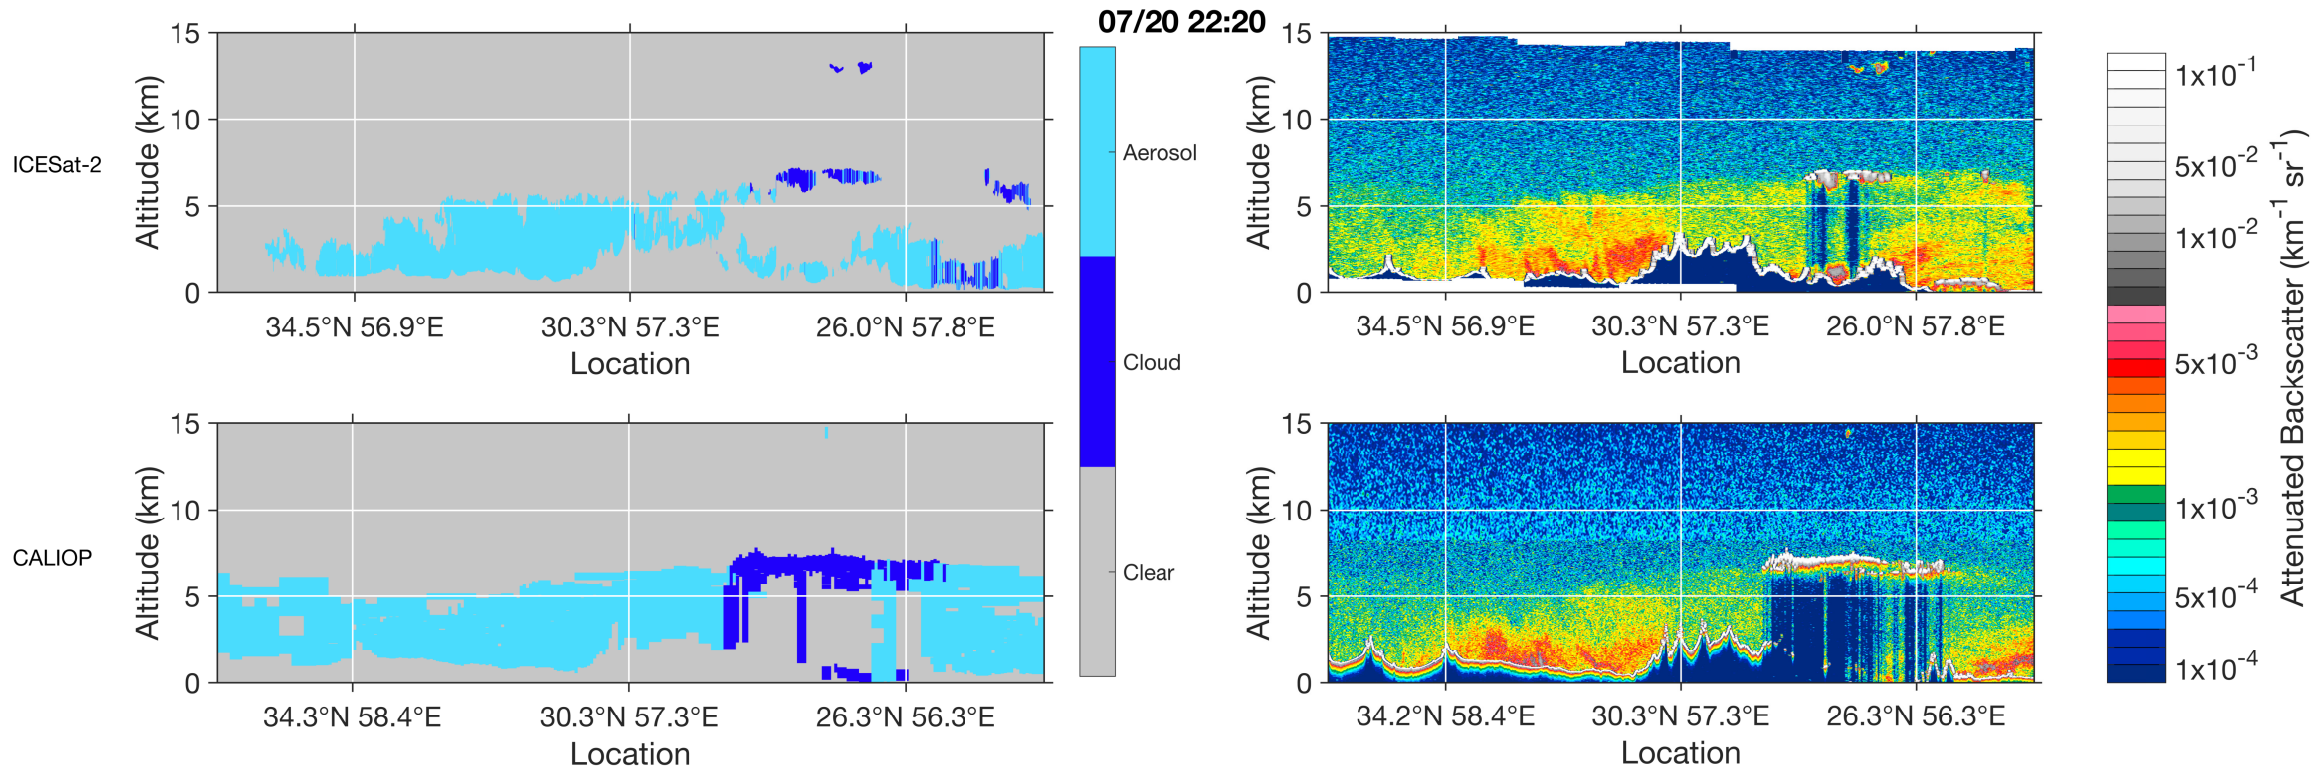 07/20 22:20
ICESat-2
Altitude (km)
15
10
5
0
34.5°N 56.9°E
30.3°N 57.3°E
26.0°N 57.8°E
Location
Aerosol
Cloud
Clear
Altitude (km)
15
10
5
0
34.5°N 56.9°E
30.3°N 57.3°E
26.0°N 57.8°E
Location
CALIOP
Altitude (km)
15
10
5
0
34.3°N 58.4°E
30.3°N 57.3°E
26.3°N 56.3°E
Location
Altitude (km)
15
10
5
0
34.2°N 58.4°E
30.3°N 57.3°E
26.3°N 56.3°E
Location
1x10⁻¹
5x10⁻²
1x10⁻²
5x10⁻³
1x10⁻³
5x10⁻⁴
1x10⁻⁴
Attenuated Backscatter (km⁻¹ sr⁻¹)